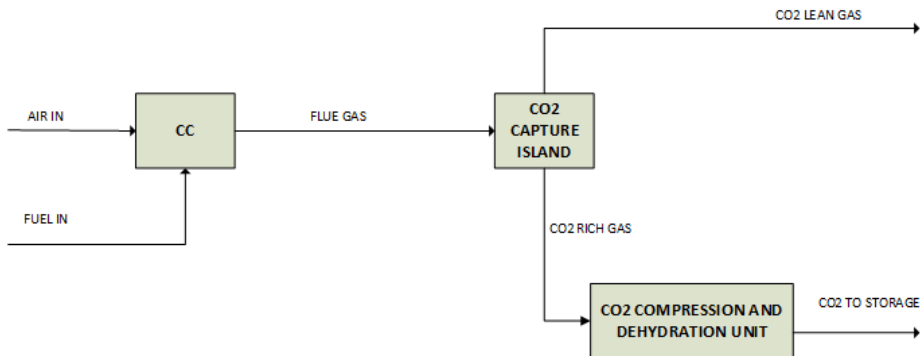 CO2 LEAN GAS
AIR IN
CC
FLUE GAS
CO2
CAPTURE
ISLAND
FUEL IN
CO2 RICH GAS
CO2 COMPRESSION AND
DEHYDRATION UNIT
CO2 TO STORAGE